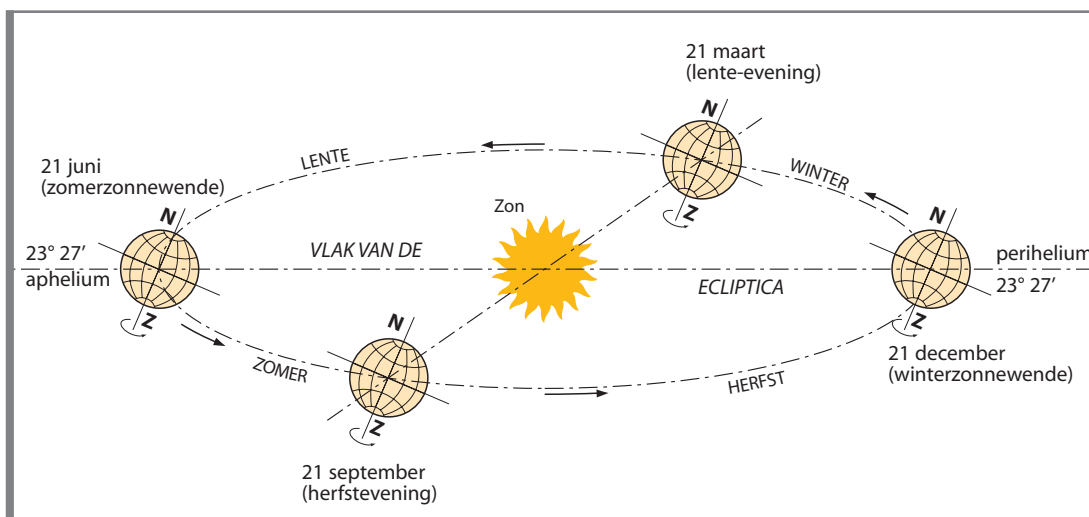 21 maart
(lente-evening)
N
Z
LENTE
WINTER
21 juni
(zomerzonnewende)
N
Z
23° 27′
aphelium
Zon
VLAK VAN DE
ECLIPTICA
N
Z
perihelium
23° 27′
ZOMER
N
Z
HERFST
21 december
(winterzonnewende)
21 september
(herfstevening)